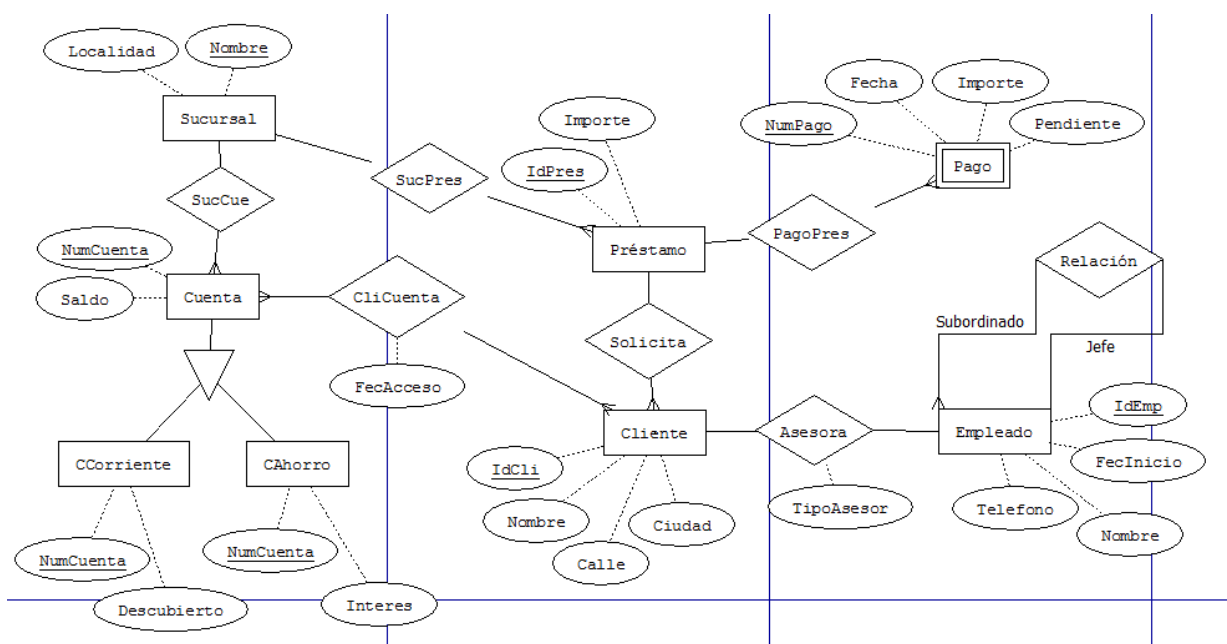 Localidad
Nombre
Sucursal
SucPres
SucCue
Importe
IdPres
Préstamo
Fecha
Importe
NumPago
Pendiente
Pago
PagoPres
Relación
Subordinado
Jefe
NumCuenta
Saldo
Cuenta
CliCuenta
FecAcceso
Solicita
Cliente
Asesora
TipoAsesor
Empleado
IdEmp
FecInicio
Telefono
Nombre
IdCli
Nombre
Calle
Ciudad
CCorriente
CAhorro
NumCuenta
Descubierto
NumCuenta
Interes